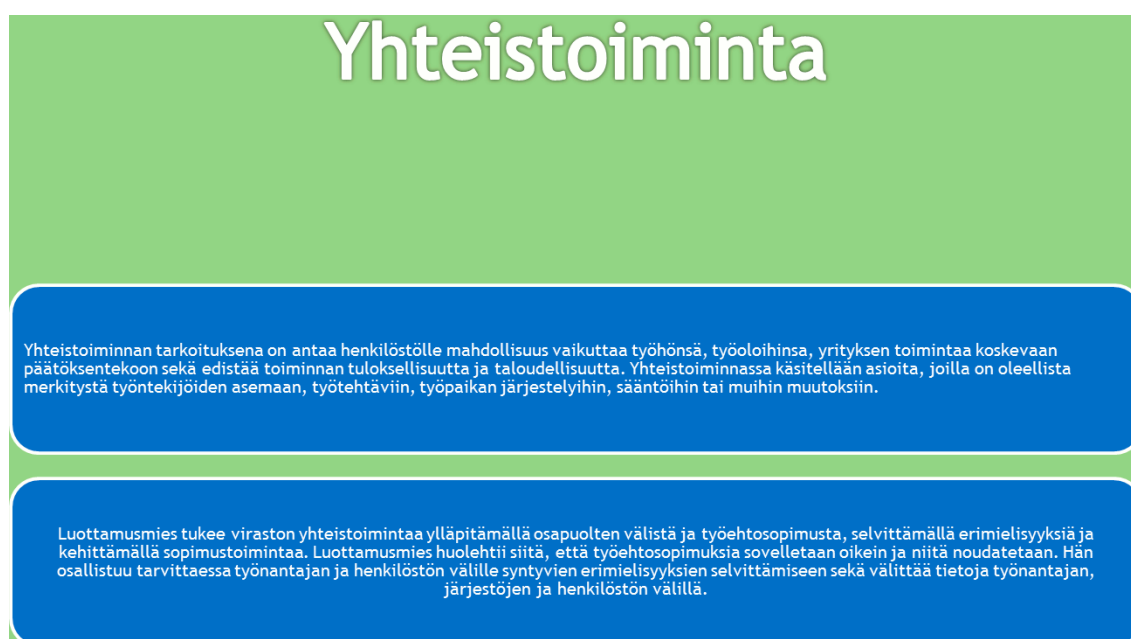 Yhteistoiminta
Yhteistoiminnan tarkoituksena on antaa henkilöstölle mahdollisuus vaikuttaa työhönsä, työoloihinsa, yrityksen toimintaa koskevaan
päätöksentekoon sekä edistää toiminnan tuloksellisuutta ja taloudellisuutta. Yhteistoiminnassa käsitellään asioita, joilla on oleellista
merkitystä työntekijöiden asemaan, työtehtäviin, työpaikan järjestelyihin, sääntöihin tai muihin muutoksiin.
Luottamusmies tukee viraston yhteistoimintaa ylläpitämällä osapuolten välistä ja työehtosopimusta, selvittämällä erimielisyyksiä ja
kehittämällä sopimustoimintaa. Luottamusmies huolehtii siitä, että työehtosopimuksia sovelletaan oikein ja niitä noudatetaan. Hän
osallistuu tarvittaessa työnantajan ja henkilöstön välille syntyvien erimielisyyksien selvittämiseen sekä välittää tietoja työnantajan,
järjestöjen ja henkilöstön välillä.